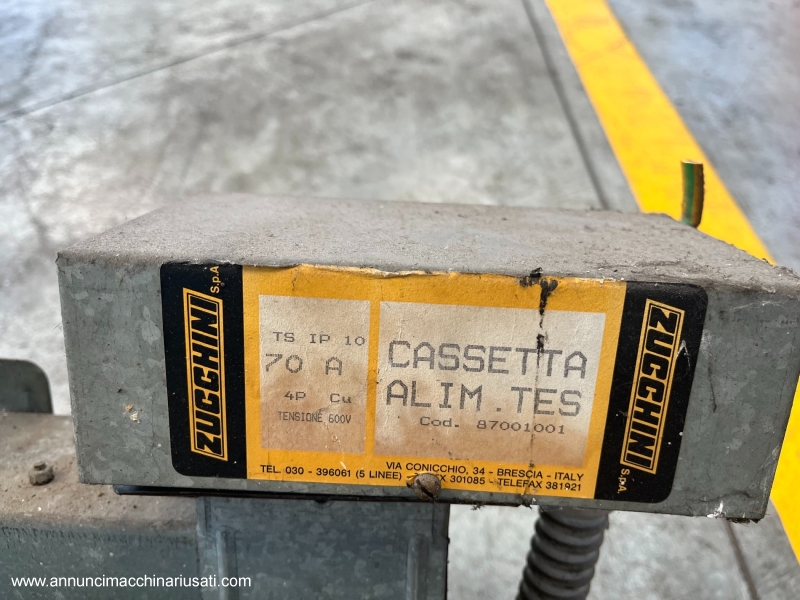 ZUCCHINI S.p.A.
TS IP 10
70 A
4P Cu
TENSIONE 600V
CASSETTA
ALIM.TES
Cod. 87001001
ZUCCHINI S.p.A.
VIA CONICCHIO, 34 - BRESCIA - ITALY
TEL. 030 - 396061 (5 LINEE) - 301085 - TELEFAX 381921
www.annuncimacchinariusati.com